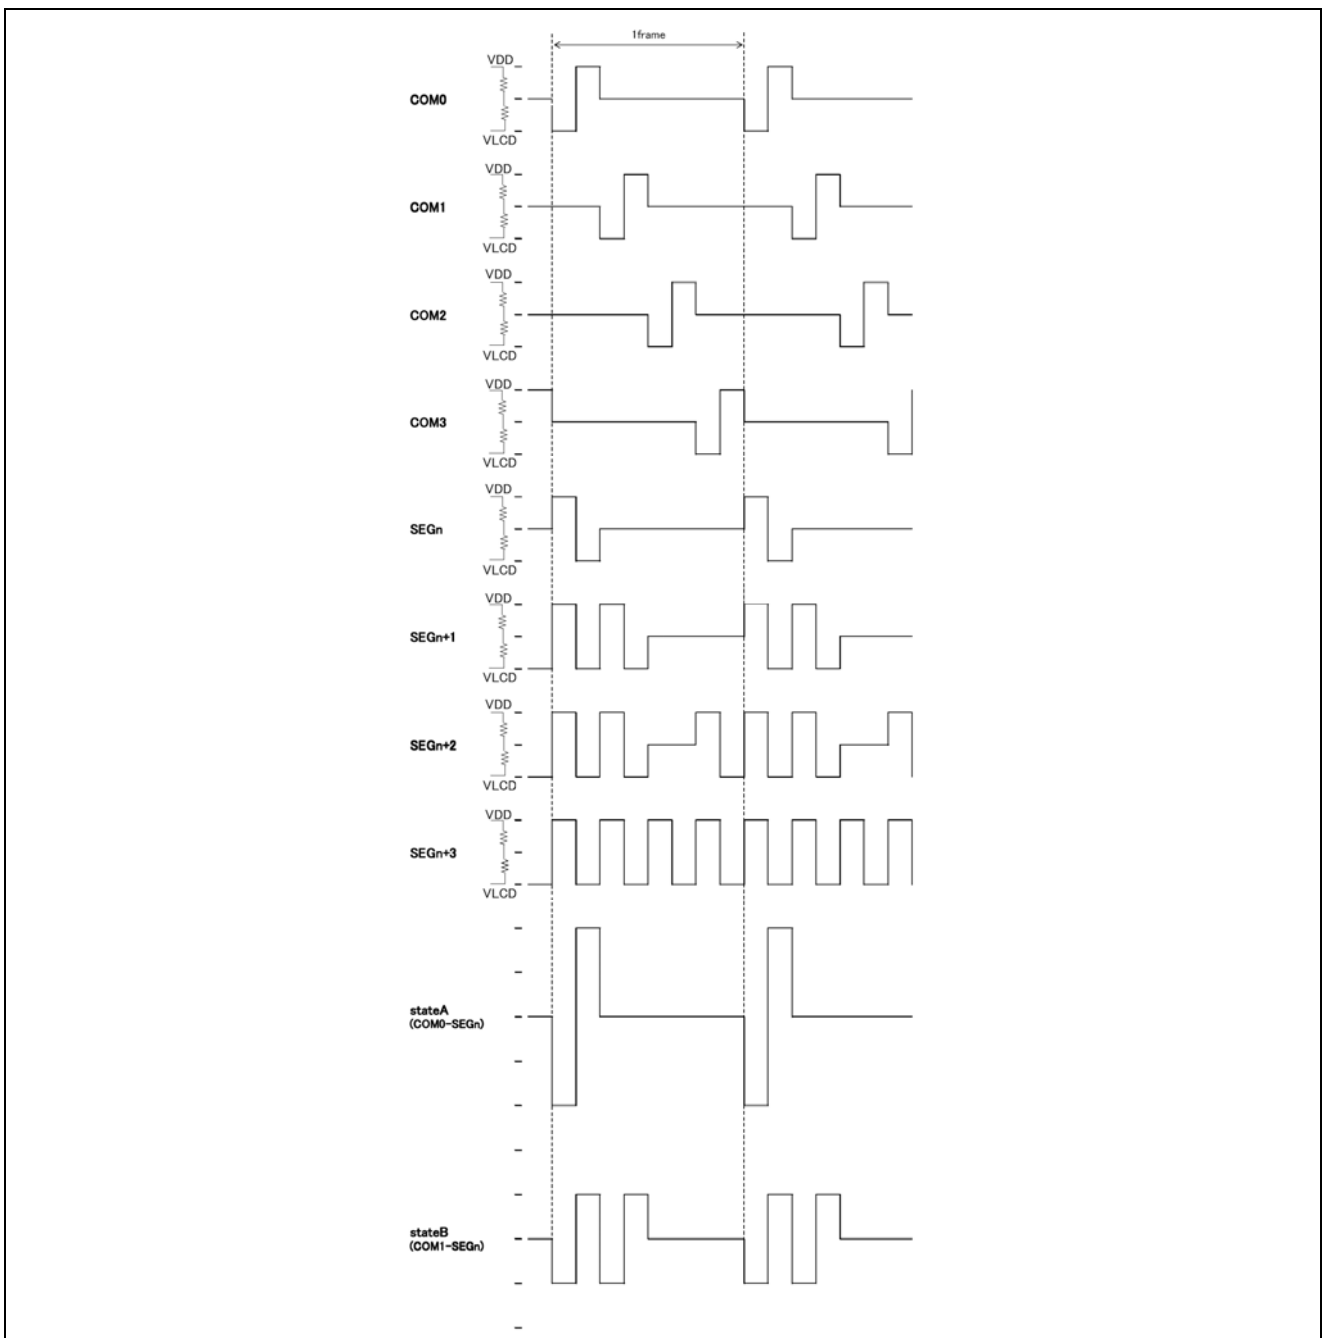 1frame
VDD
COM0
VLCD
VDD
COM1
VLCD
VDD
COM2
VLCD
VDD
COM3
VLCD
VDD
SEGn
VLCD
VDD
SEGn+1
VLCD
VDD
SEGn+2
VLCD
VDD
SEGn+3
VLCD
stateA
(COM0-SEGn)
stateB
(COM1-SEGn)